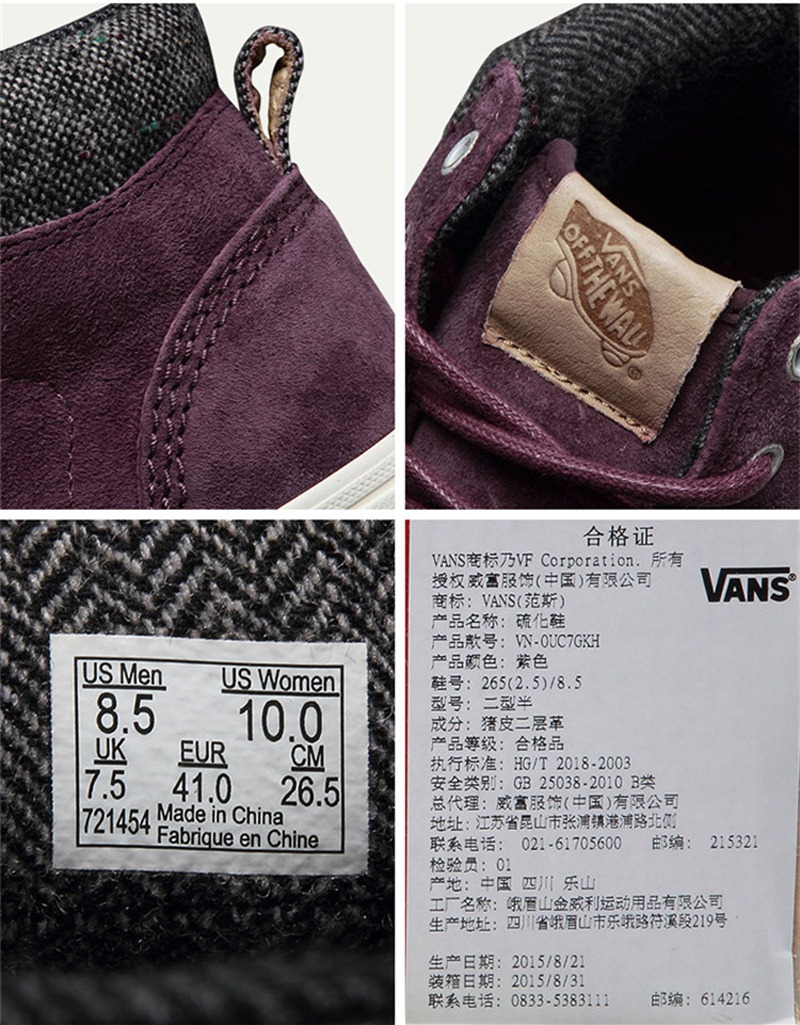 VANS
OFF THE WALL
®
US Men US Women
8.5 10.0
UK EUR CM
7.5 41.0 26.5
721454 Made in China
Fabrique en Chine
合格证
VANS商标乃VF Corporation. 所有
授权威富服饰(中国)有限公司
VANS®
商标: VANS(范斯)
产品名称: 硫化鞋
产品款号: VN-0UC7GKH
产品颜色: 紫色
鞋号: 265(2.5)/8.5
型号: 二型半
成分: 猪皮二层革
产品等级: 合格品
执行标准: HG/T 2018-2003
安全类别: GB 25038-2010 B类
总代理: 威富服饰(中国)有限公司
地址: 江苏省昆山市张浦镇港浦路北侧
联系电话: 021-61705600 邮编: 215321
检验员: 01
产地: 中国 四川 乐山
工厂名称: 峨眉山金威利运动用品有限公司
生产地址: 四川省峨眉山市乐峨路符溪段219号
生产日期: 2015/8/21
装箱日期: 2015/8/31
联系电话: 0833-5383111 邮编: 614216